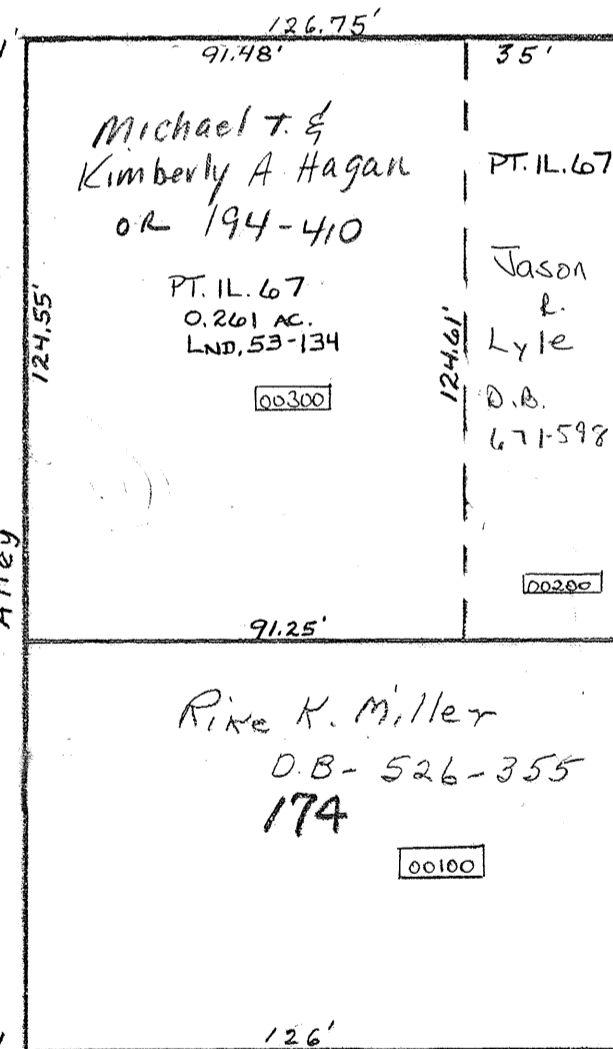 126.75'
91.48'
35'
Michael T. &
Kimberly A Hagan
OR 194-410
PT. IL. 67
0.261 AC.
LND. 53-134
00300
124.55'
124.61'
PT. IL. 67
Jason
R.
Lyle
D.B.
671-598
00200
Alley
91.25'
Rike K. Miller
D.B - 526-355
174
00100
126'